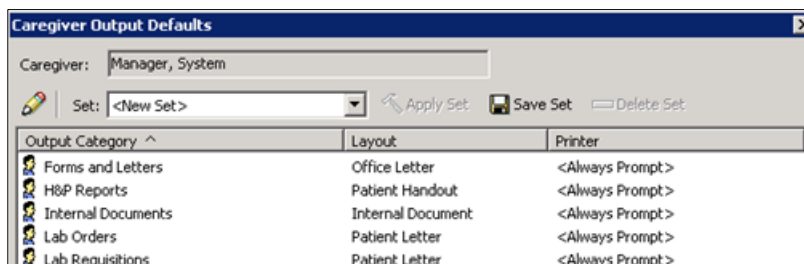 Caregiver Output Defaults
Caregiver: Manager, System
Set: <New Set> Apply Set Save Set Delete Set
Output Category Layout Printer
Forms and Letters Office Letter <Always Prompt>
H&P Reports Patient Handout <Always Prompt>
Internal Documents Internal Document <Always Prompt>
Lab Orders Patient Letter <Always Prompt>
Lab Requisitions Patient Letter <Always Prompt>